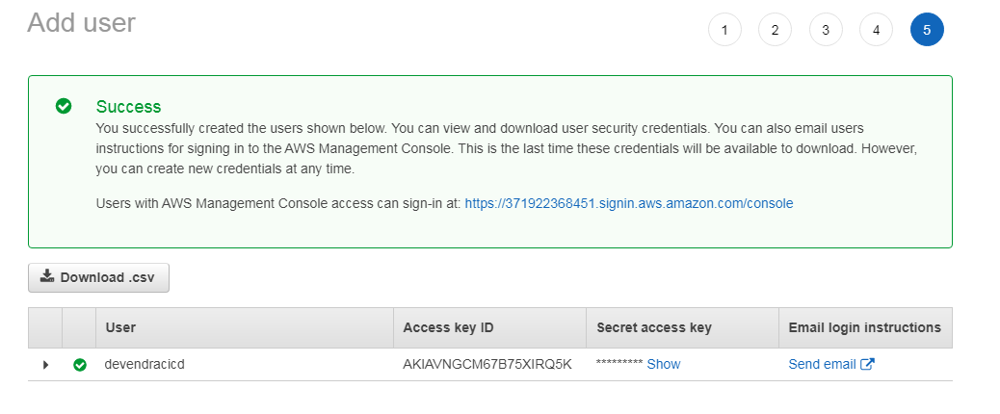 Add user
1 2 3 4 5
Success
You successfully created the users shown below. You can view and download user security credentials. You can also email users
instructions for signing in to the AWS Management Console. This is the last time these credentials will be available to download. However,
you can create new credentials at any time.
Users with AWS Management Console access can sign-in at: https://371922368451.signin.aws.amazon.com/console
Download .csv
User Access key ID Secret access key Email login instructions
devendracicd AKIAVNGCM67B75XIRQ5K ********* Show Send email